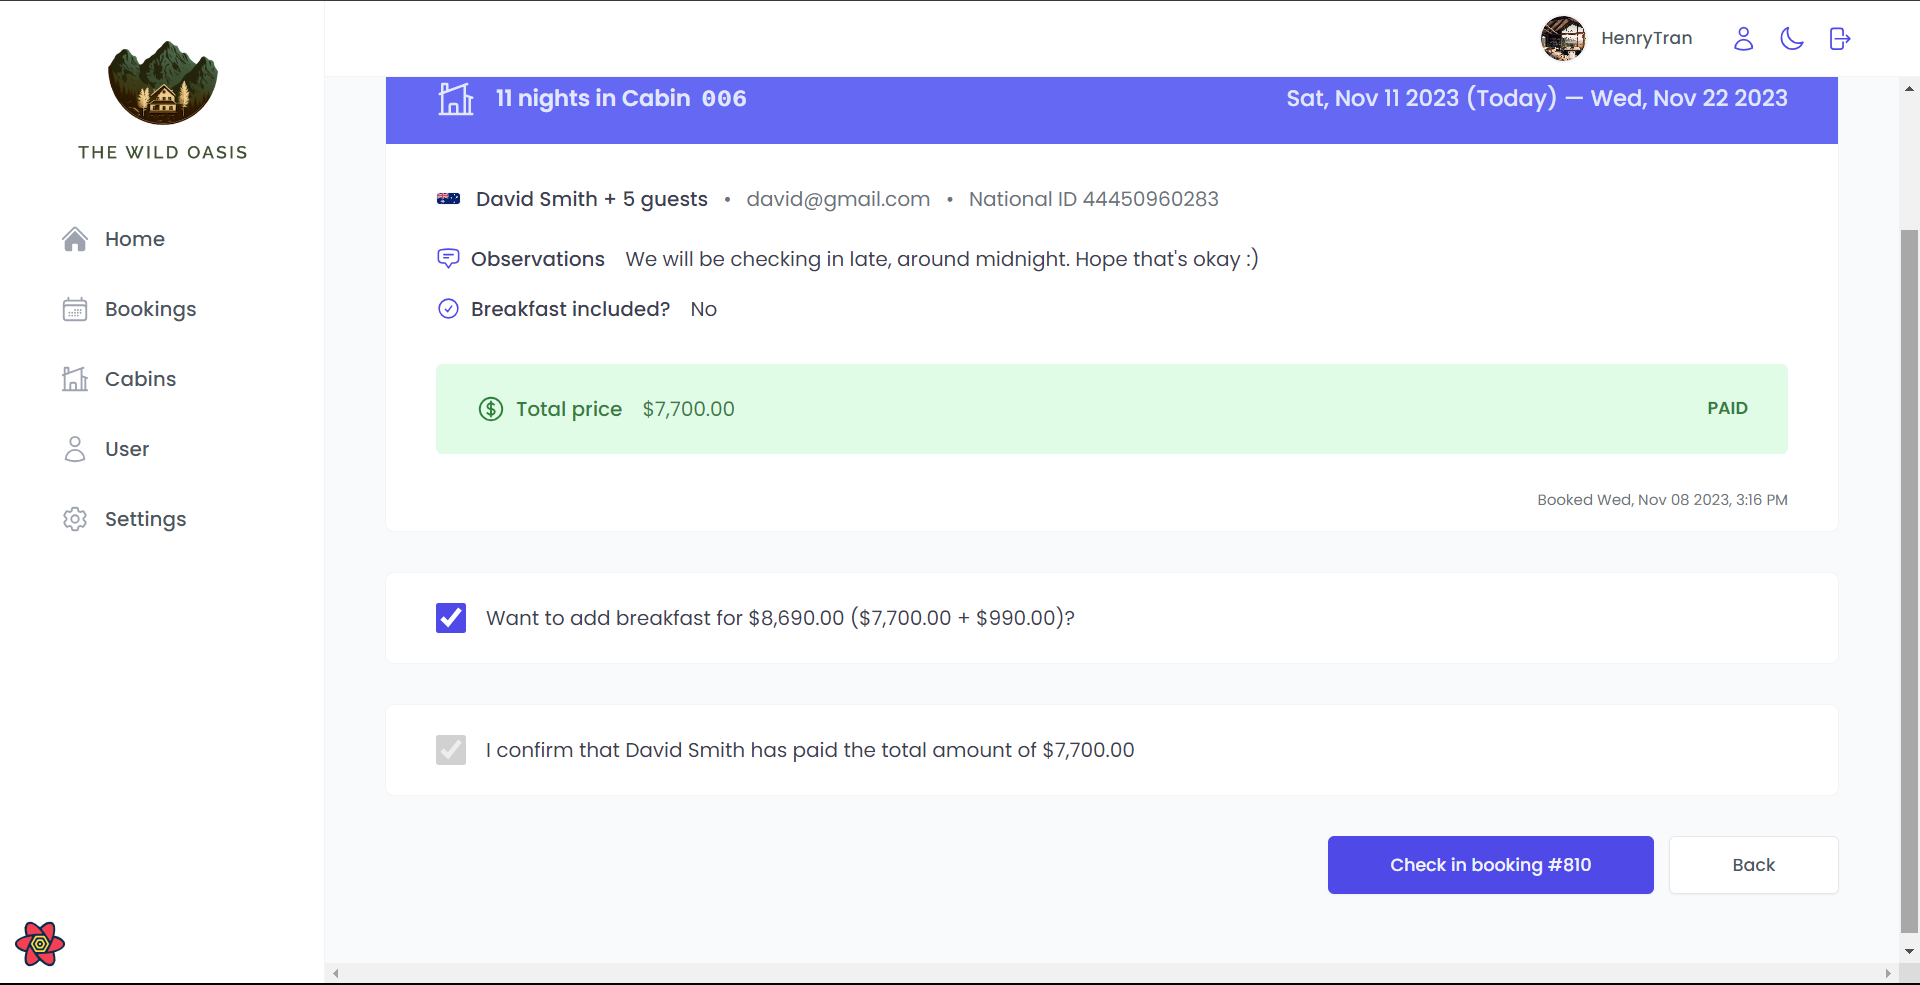 THE WILD OASIS
Home
Bookings
Cabins
User
Settings
HenryTran
11 nights in Cabin 006
Sat, Nov 11 2023 (Today) — Wed, Nov 22 2023
David Smith + 5 guests • david@gmail.com • National ID 44450960283
Observations We will be checking in late, around midnight. Hope that's okay :)
Breakfast included? No
Total price $7,700.00
PAID
Booked Wed, Nov 08 2023, 3:16 PM
Want to add breakfast for $8,690.00 ($7,700.00 + $990.00)?
I confirm that David Smith has paid the total amount of $7,700.00
Check in booking #810
Back